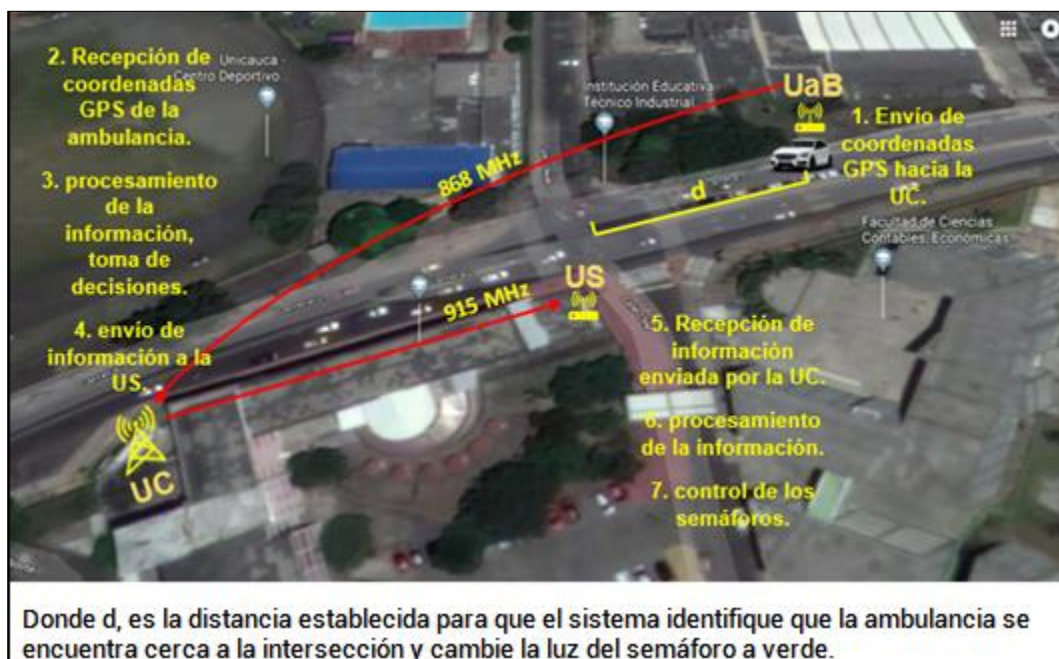 2. Recepción de
coordenadas
GPS de la
ambulancia.
Unicauca -
Centro Deportivo
3. procesamiento
de la
información,
toma de
decisiones.
4. envío de
información a la
US.
UC
868 MHz
915 MHz
Institución Educativa
Técnico Industrial
UaB
1. Envío de
coordenadas
GPS hacia la
UC.
d
Facultad de Ciencias
Contables, Económicas
US
5. Recepción de
información
enviada por la UC.
6. procesamiento
de la información.
7. control de los
semáforos.
Donde d, es la distancia establecida para que el sistema identifique que la ambulancia se
encuentra cerca a la intersección y cambie la luz del semáforo a verde.